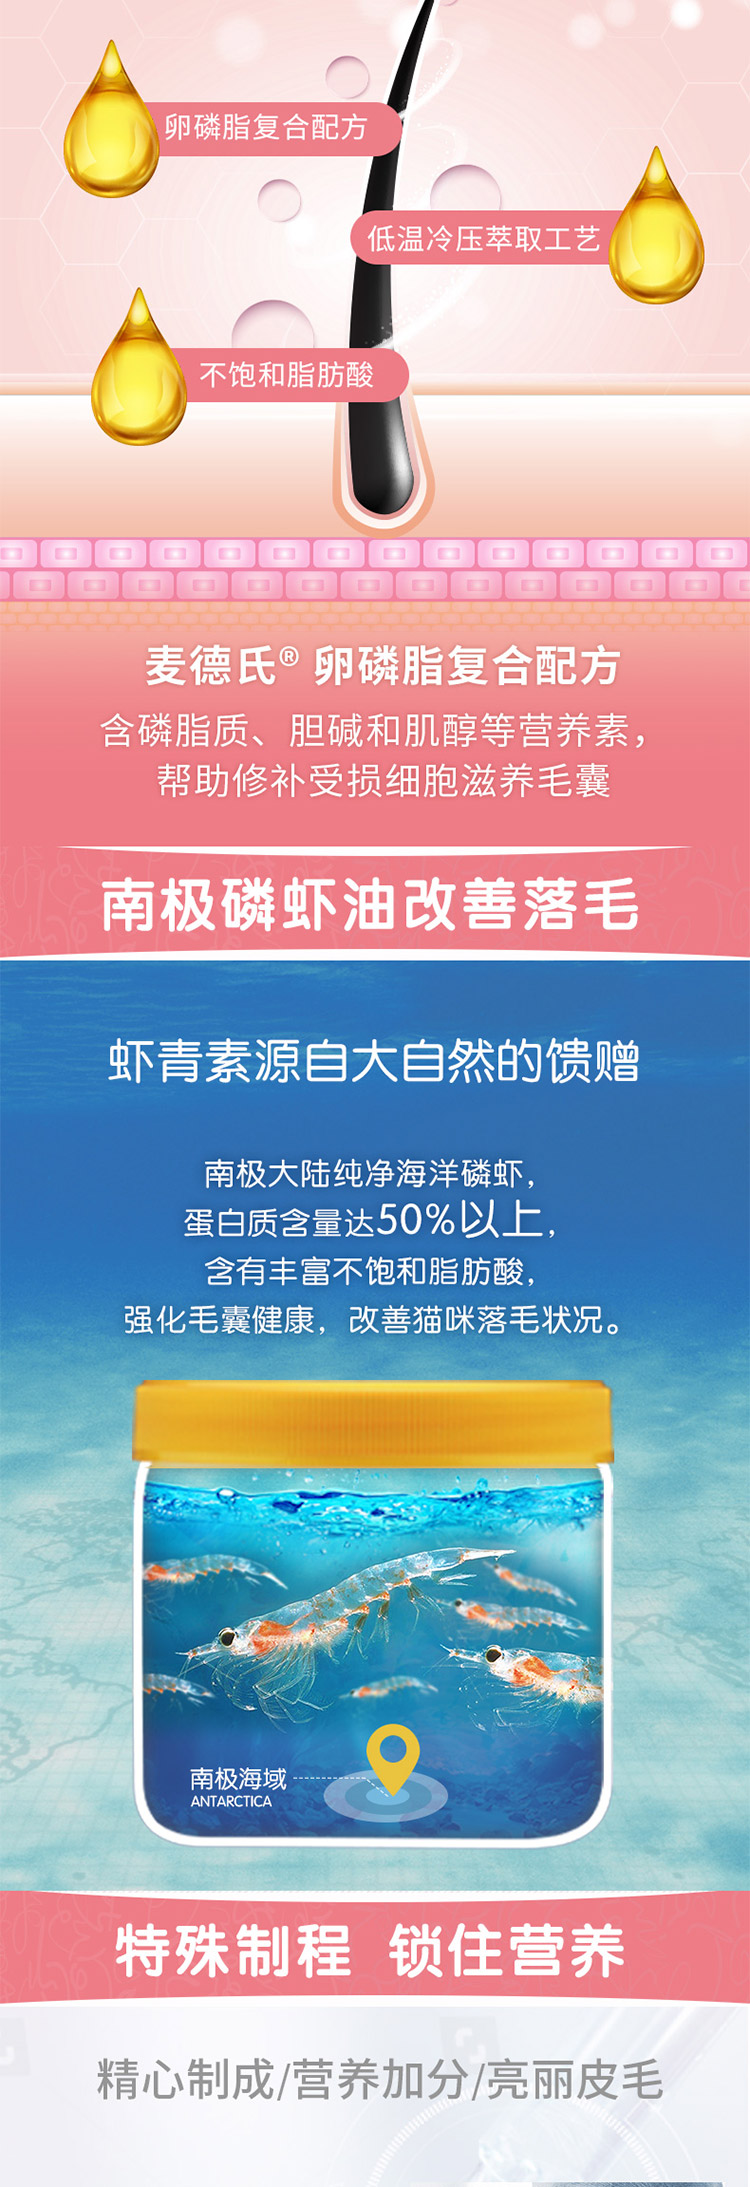 卵磷脂复合配方
低温冷压萃取工艺
不饱和脂肪酸
麦德氏® 卵磷脂复合配方
含磷脂质、胆碱和肌醇等营养素，
帮助修补受损细胞滋养毛囊
南极磷虾油改善落毛
虾青素源自大自然的馈赠
南极大陆纯净海洋磷虾，
蛋白质含量达50%以上，
含有丰富不饱和脂肪酸，
强化毛囊健康，改善猫咪落毛状况。
南极海域
ANTARCTICA
特殊制程 锁住营养
精心制成/营养加分/亮丽皮毛